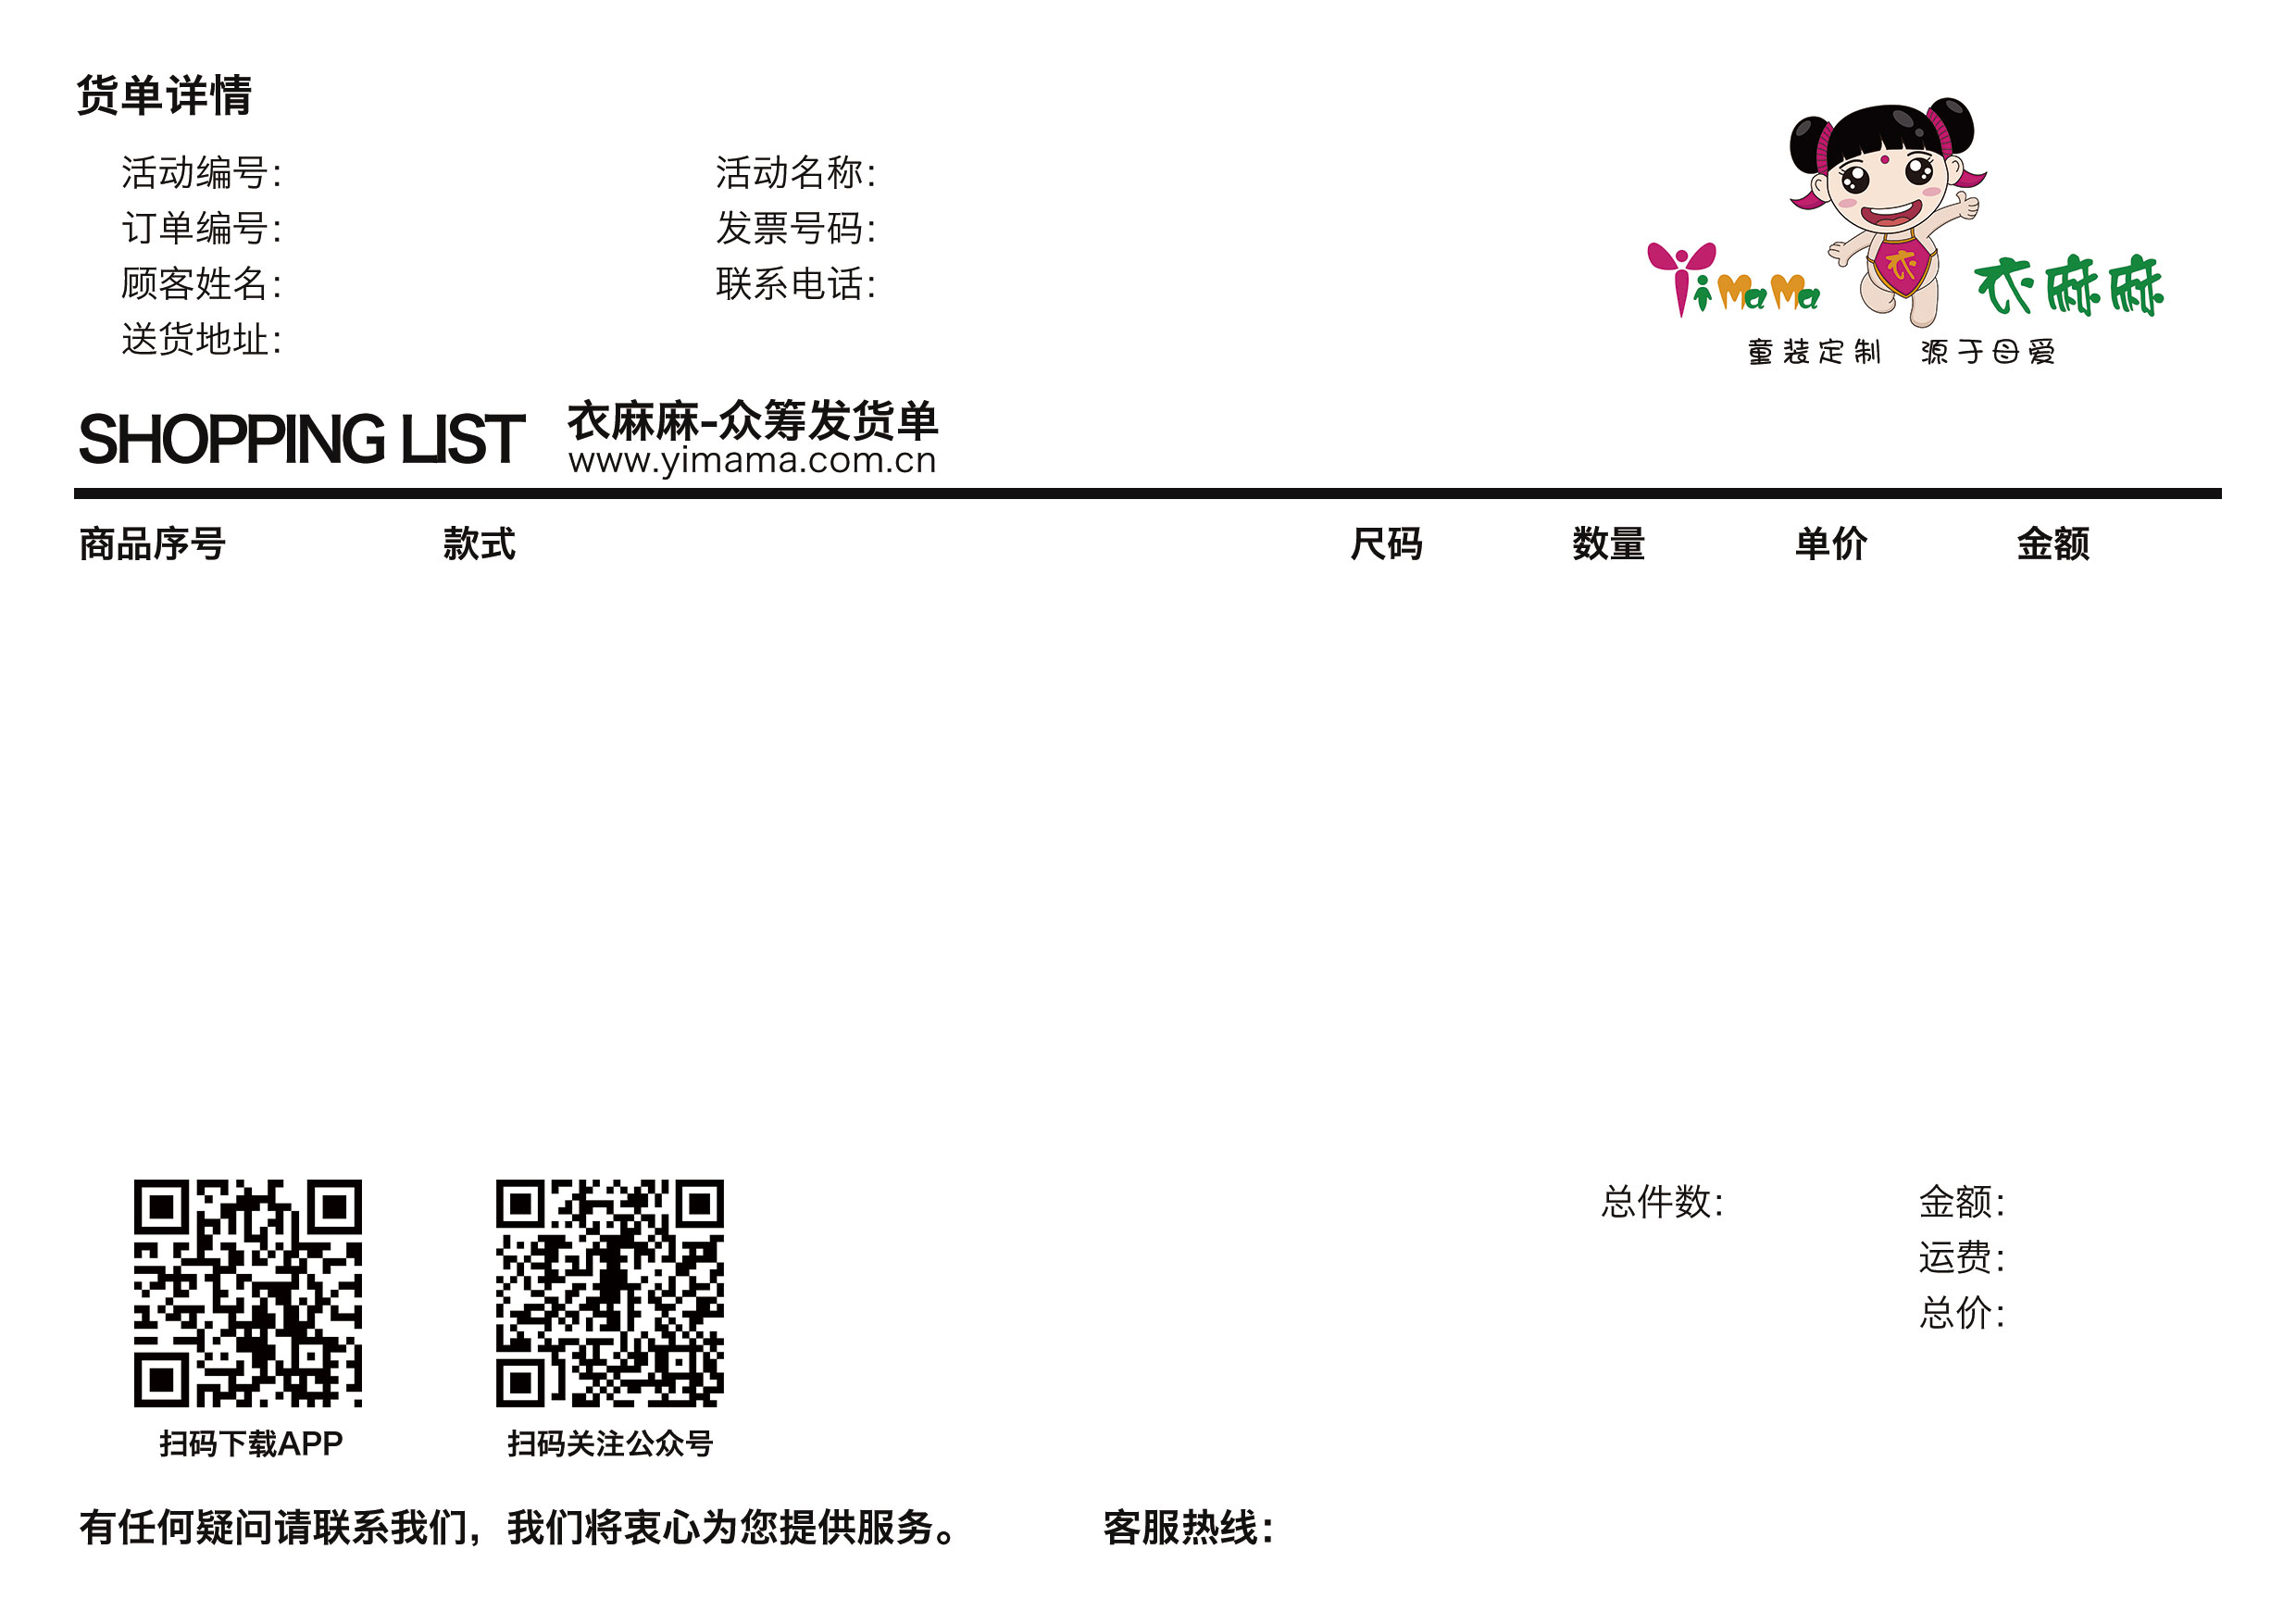 货单详情
活动编号： 活动名称：
订单编号： 发票号码：
顾客姓名： 联系电话：
送货地址：
YiMaMa 衣 衣麻麻
童装定制 源于母爱
SHOPPING LIST 衣麻麻-众筹发货单
www.yimama.com.cn
商品序号 款式 尺码 数量 单价 金额
总件数： 金额：
运费：
总价：
扫码下载APP 扫码关注公众号
有任何疑问请联系我们，我们将衷心为您提供服务。 客服热线：